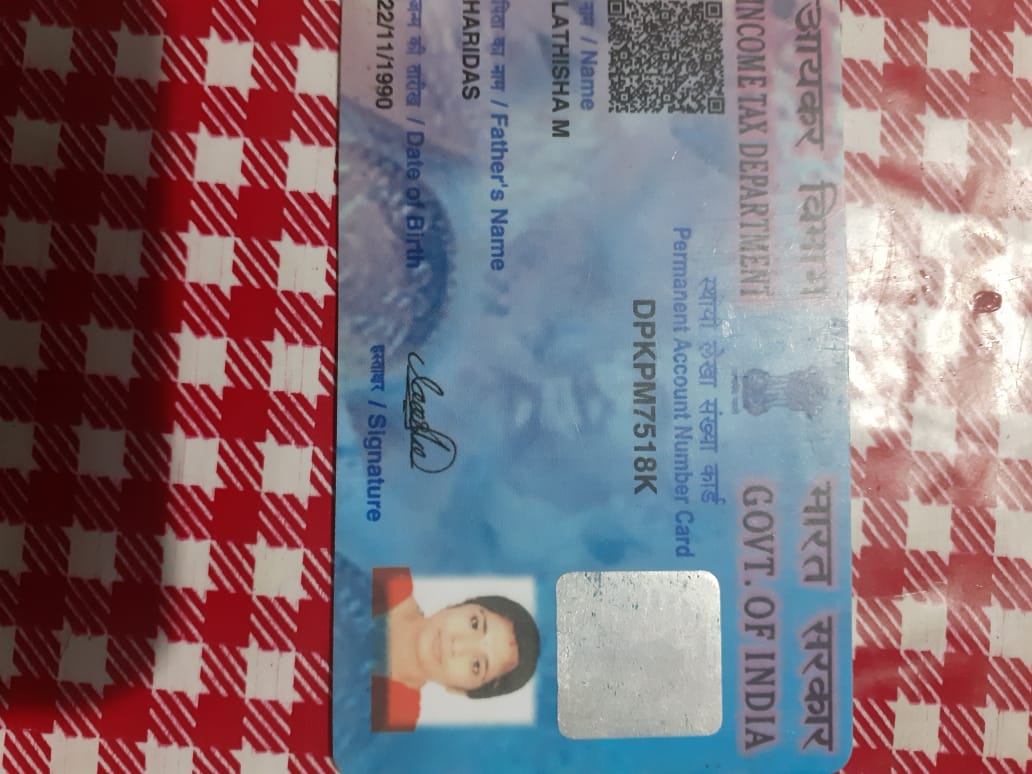 आयकर विभाग भारत सरकार
INCOME TAX DEPARTMENT GOVT. OF INDIA
स्थायी लेखा संख्या कार्ड
Permanent Account Number Card
DPKPM7518K
नाम / Name
LATHISHA M
पिता का नाम / Father's Name
HARIDAS
जन्म की तारीख / Date of Birth
22/11/1990
हस्ताक्षर / Signature